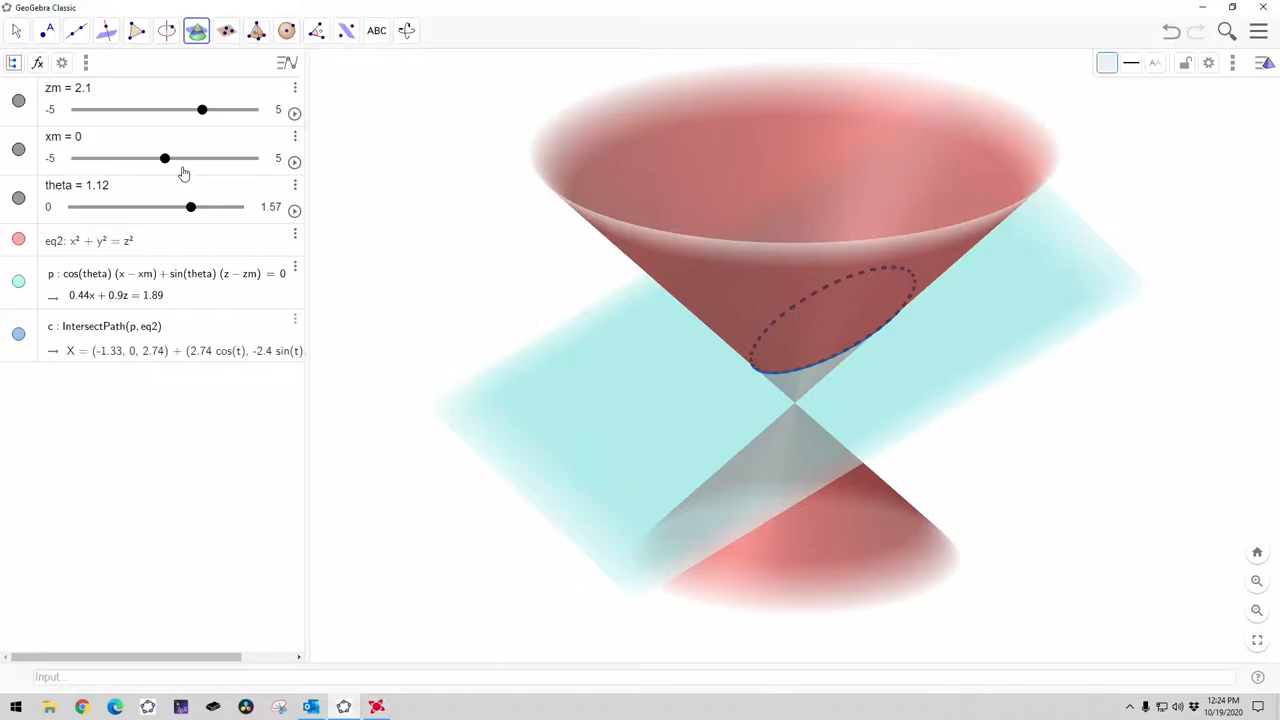 GeoGebra Classic
ABC
AA
zm = 2.1
-5
5
xm = 0
-5
5
theta = 1.12
0
1.57
eq2: x² + y² = z²
p : cos(theta) (x − xm) + sin(theta) (z − zm) = 0
→ 0.44x + 0.9z = 1.89
c : IntersectPath(p, eq2)
→ X = (-1.33, 0, 2.74) + (2.74 cos(t), -2.4 sin(t)
Input...
12:24 PM
10/19/2020